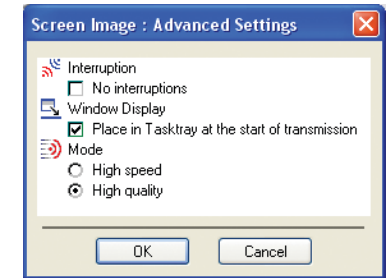 Screen Image : Advanced Settings
Interruption
No interruptions
Window Display
Place in Tasktray at the start of transmission
Mode
High speed
High quality
OK
Cancel